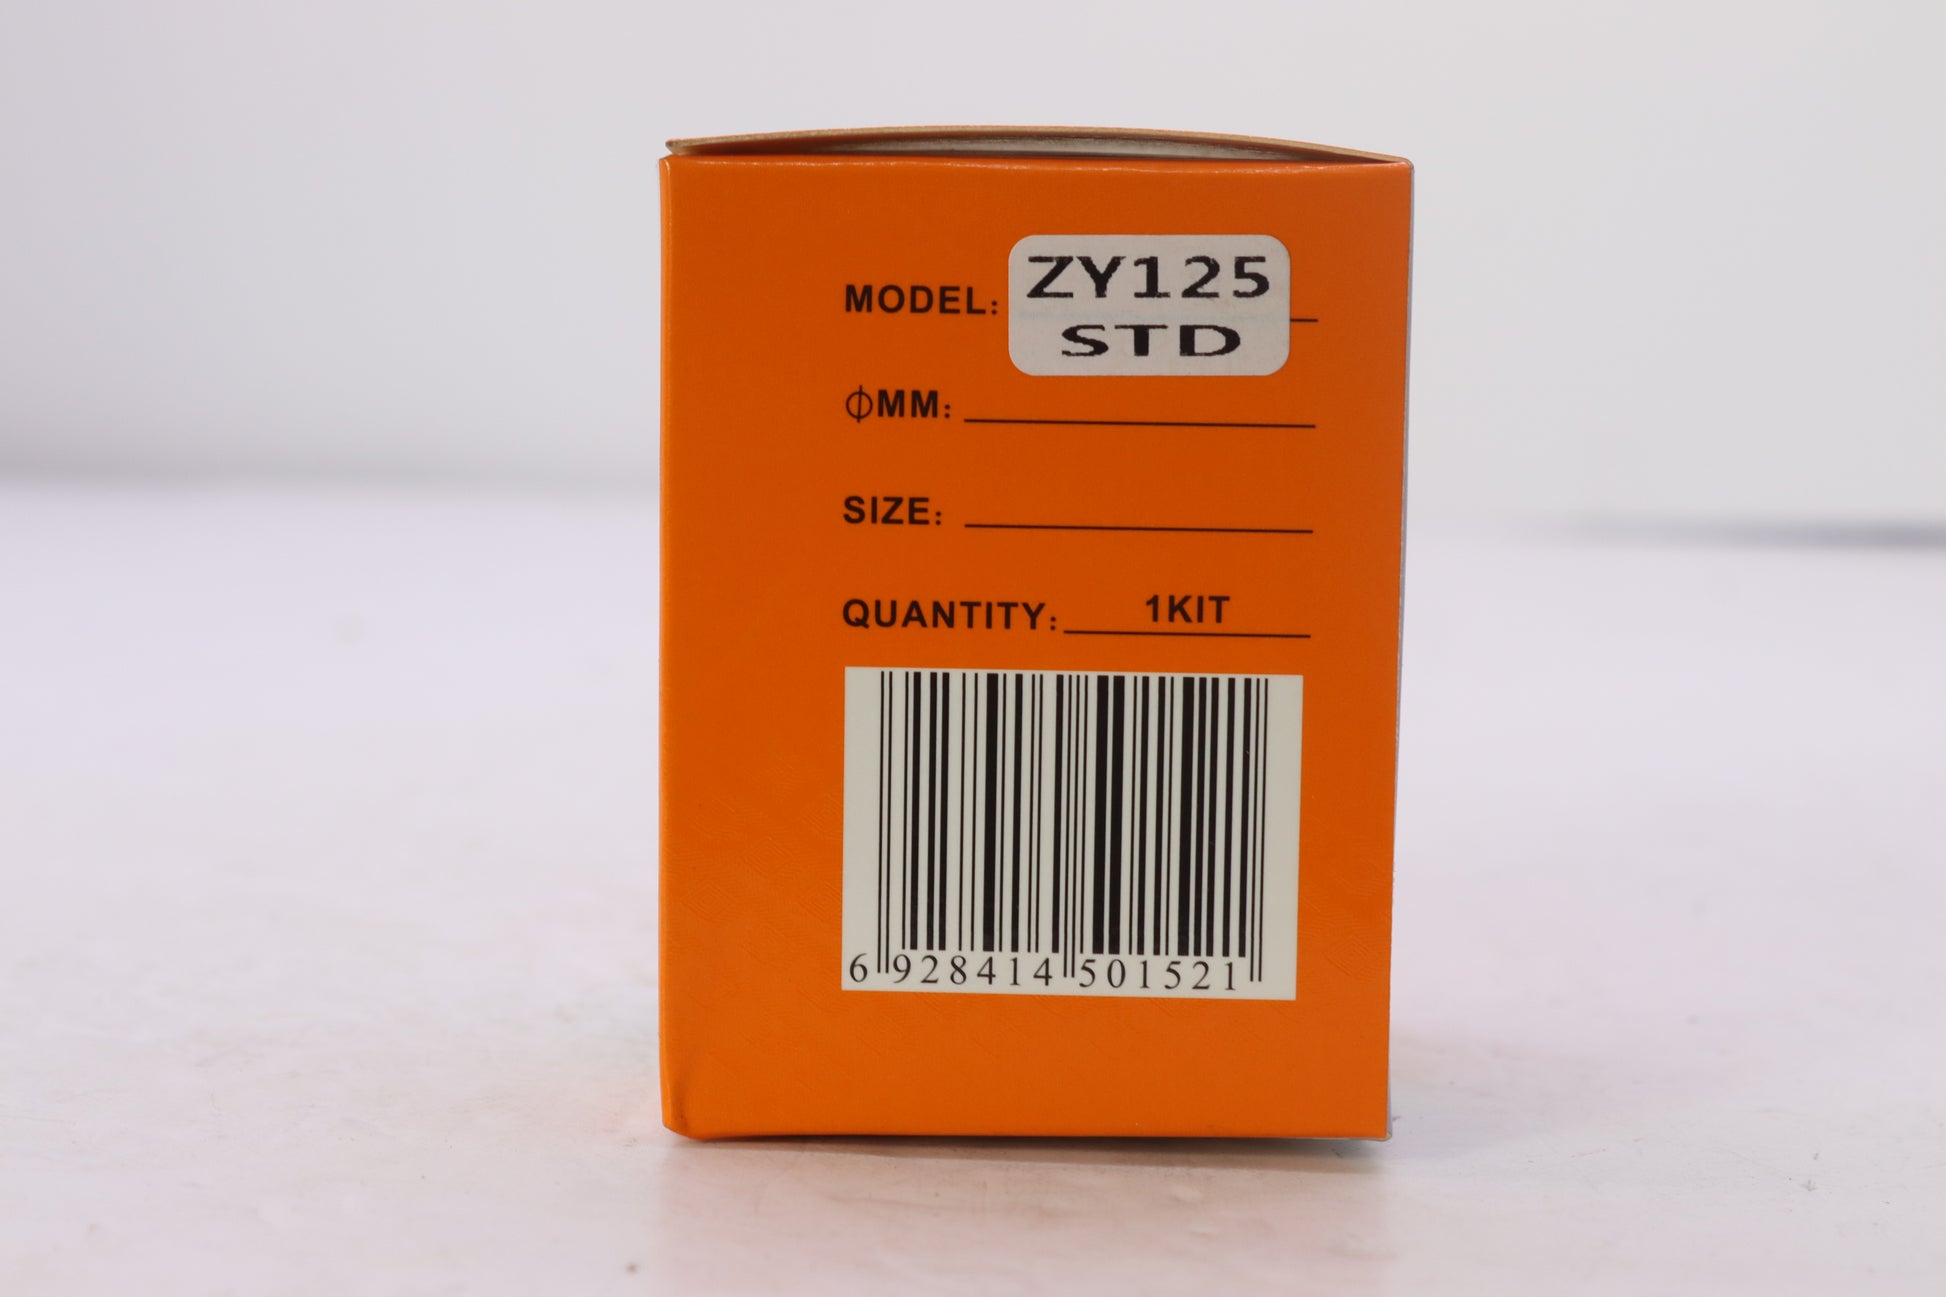 MODEL: ZY125
STD
ΦMM:
SIZE:
QUANTITY: 1KIT
6 928414 501521